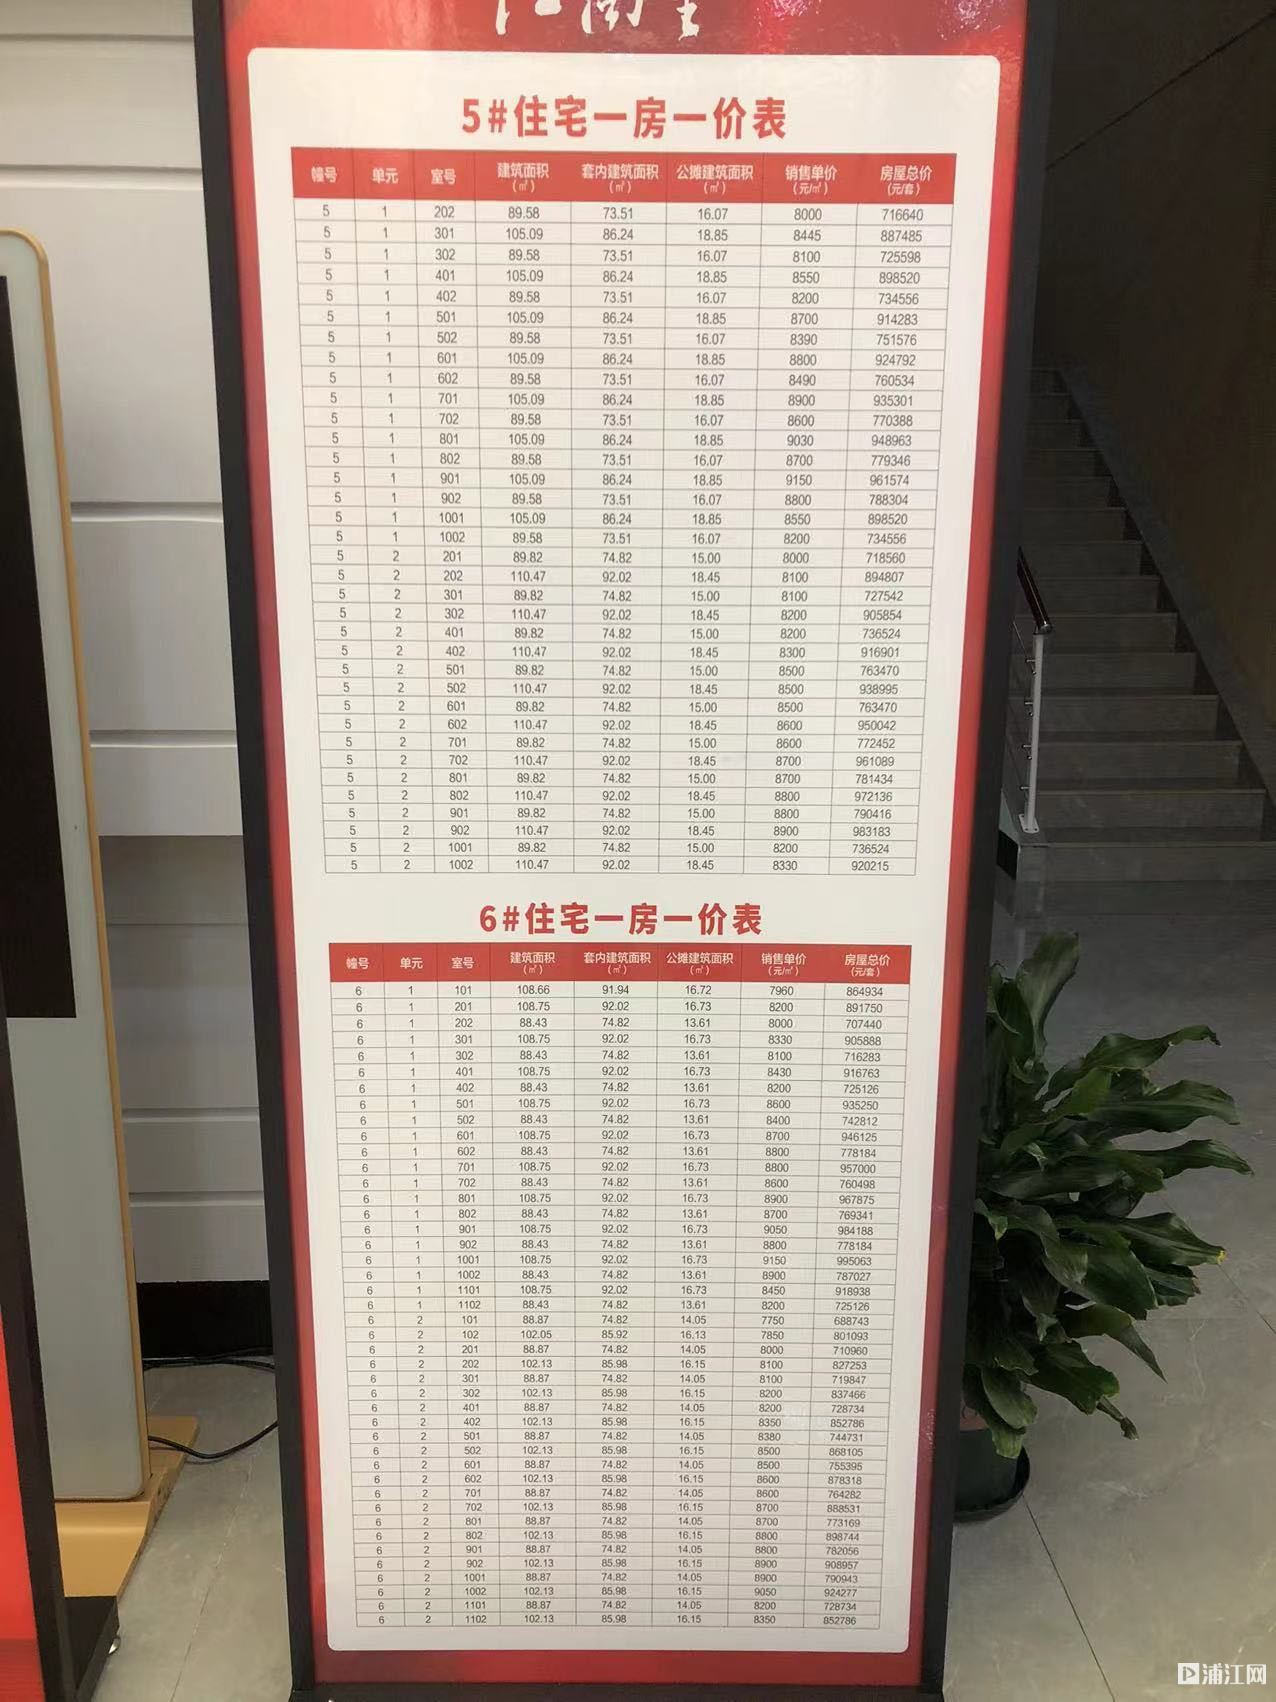 江南里
5#住宅一房一价表
幢号 单元 室号 建筑面积(㎡) 套内建筑面积(㎡) 公摊建筑面积(㎡) 销售单价(元/㎡) 房屋总价(元/套)
5 1 202 89.58 73.51 16.07 8000 716640
5 1 301 105.09 86.24 18.85 8445 887485
5 1 302 89.58 73.51 16.07 8100 725598
5 1 401 105.09 86.24 18.85 8550 898520
5 1 402 89.58 73.51 16.07 8200 734556
5 1 501 105.09 86.24 18.85 8700 914283
5 1 502 89.58 73.51 16.07 8390 751576
5 1 601 105.09 86.24 18.85 8800 924792
5 1 602 89.58 73.51 16.07 8490 760534
5 1 701 105.09 86.24 18.85 8900 935301
5 1 702 89.58 73.51 16.07 8600 770388
5 1 801 105.09 86.24 18.85 9030 948963
5 1 802 89.58 73.51 16.07 8700 779346
5 1 901 105.09 86.24 18.85 9150 961574
5 1 902 89.58 73.51 16.07 8800 788304
5 1 1001 105.09 86.24 18.85 8550 898520
5 1 1002 89.58 73.51 16.07 8200 734556
5 2 201 89.82 74.82 15.00 8000 718560
5 2 202 110.47 92.02 18.45 8100 894807
5 2 301 89.82 74.82 15.00 8100 727542
5 2 302 110.47 92.02 18.45 8200 905854
5 2 401 89.82 74.82 15.00 8200 736524
5 2 402 110.47 92.02 18.45 8300 916901
5 2 501 89.82 74.82 15.00 8500 763470
5 2 502 110.47 92.02 18.45 8500 938995
5 2 601 89.82 74.82 15.00 8500 763470
5 2 602 110.47 92.02 18.45 8600 950042
5 2 701 89.82 74.82 15.00 8600 772452
5 2 702 110.47 92.02 18.45 8700 961089
5 2 801 89.82 74.82 15.00 8700 781434
5 2 802 110.47 92.02 18.45 8800 972136
5 2 901 89.82 74.82 15.00 8800 790416
5 2 902 110.47 92.02 18.45 8900 983183
5 2 1001 89.82 74.82 15.00 8200 736524
5 2 1002 110.47 92.02 18.45 8330 920215
6#住宅一房一价表
幢号 单元 室号 建筑面积(㎡) 套内建筑面积(㎡) 公摊建筑面积(㎡) 销售单价(元/㎡) 房屋总价(元/套)
6 1 101 108.66 91.94 16.72 7960 864934
6 1 201 108.75 92.02 16.73 8200 891750
6 1 202 88.43 74.82 13.61 8000 707440
6 1 301 108.75 92.02 16.73 8330 905888
6 1 302 88.43 74.82 13.61 8100 716283
6 1 401 108.75 92.02 16.73 8430 916763
6 1 402 88.43 74.82 13.61 8200 725126
6 1 501 108.75 92.02 16.73 8600 935250
6 1 502 88.43 74.82 13.61 8400 742812
6 1 601 108.75 92.02 16.73 8700 946125
6 1 602 88.43 74.82 13.61 8800 778184
6 1 701 108.75 92.02 16.73 8800 957000
6 1 702 88.43 74.82 13.61 8600 760498
6 1 801 108.75 92.02 16.73 8900 967875
6 1 802 88.43 74.82 13.61 8700 769341
6 1 901 108.75 92.02 16.73 9050 984188
6 1 902 88.43 74.82 13.61 8800 778184
6 1 1001 108.75 92.02 16.73 9150 995063
6 1 1002 88.43 74.82 13.61 8900 787027
6 1 1101 108.75 92.02 16.73 8450 918938
6 1 1102 88.43 74.82 13.61 8200 725126
6 2 101 88.87 74.82 14.05 7750 688743
6 2 102 102.05 85.92 16.13 7850 801093
6 2 201 88.87 74.82 14.05 8000 710960
6 2 202 102.13 85.98 16.15 8100 827253
6 2 301 88.87 74.82 14.05 8100 719847
6 2 302 102.13 85.98 16.15 8200 837466
6 2 401 88.87 74.82 14.05 8200 728734
6 2 402 102.13 85.98 16.15 8350 852786
6 2 501 88.87 74.82 14.05 8380 744731
6 2 502 102.13 85.98 16.15 8500 868105
6 2 601 88.87 74.82 14.05 8500 755395
6 2 602 102.13 85.98 16.15 8600 878318
6 2 701 88.87 74.82 14.05 8600 764282
6 2 702 102.13 85.98 16.15 8700 888531
6 2 801 88.87 74.82 14.05 8700 773169
6 2 802 102.13 85.98 16.15 8800 898744
6 2 901 88.87 74.82 14.05 8800 782056
6 2 902 102.13 85.98 16.15 8900 908957
6 2 1001 88.87 74.82 14.05 8900 790943
6 2 1002 102.13 85.98 16.15 9050 924277
6 2 1101 88.87 74.82 14.05 8200 728734
6 2 1102 102.13 85.98 16.15 8350 852786
浦江网